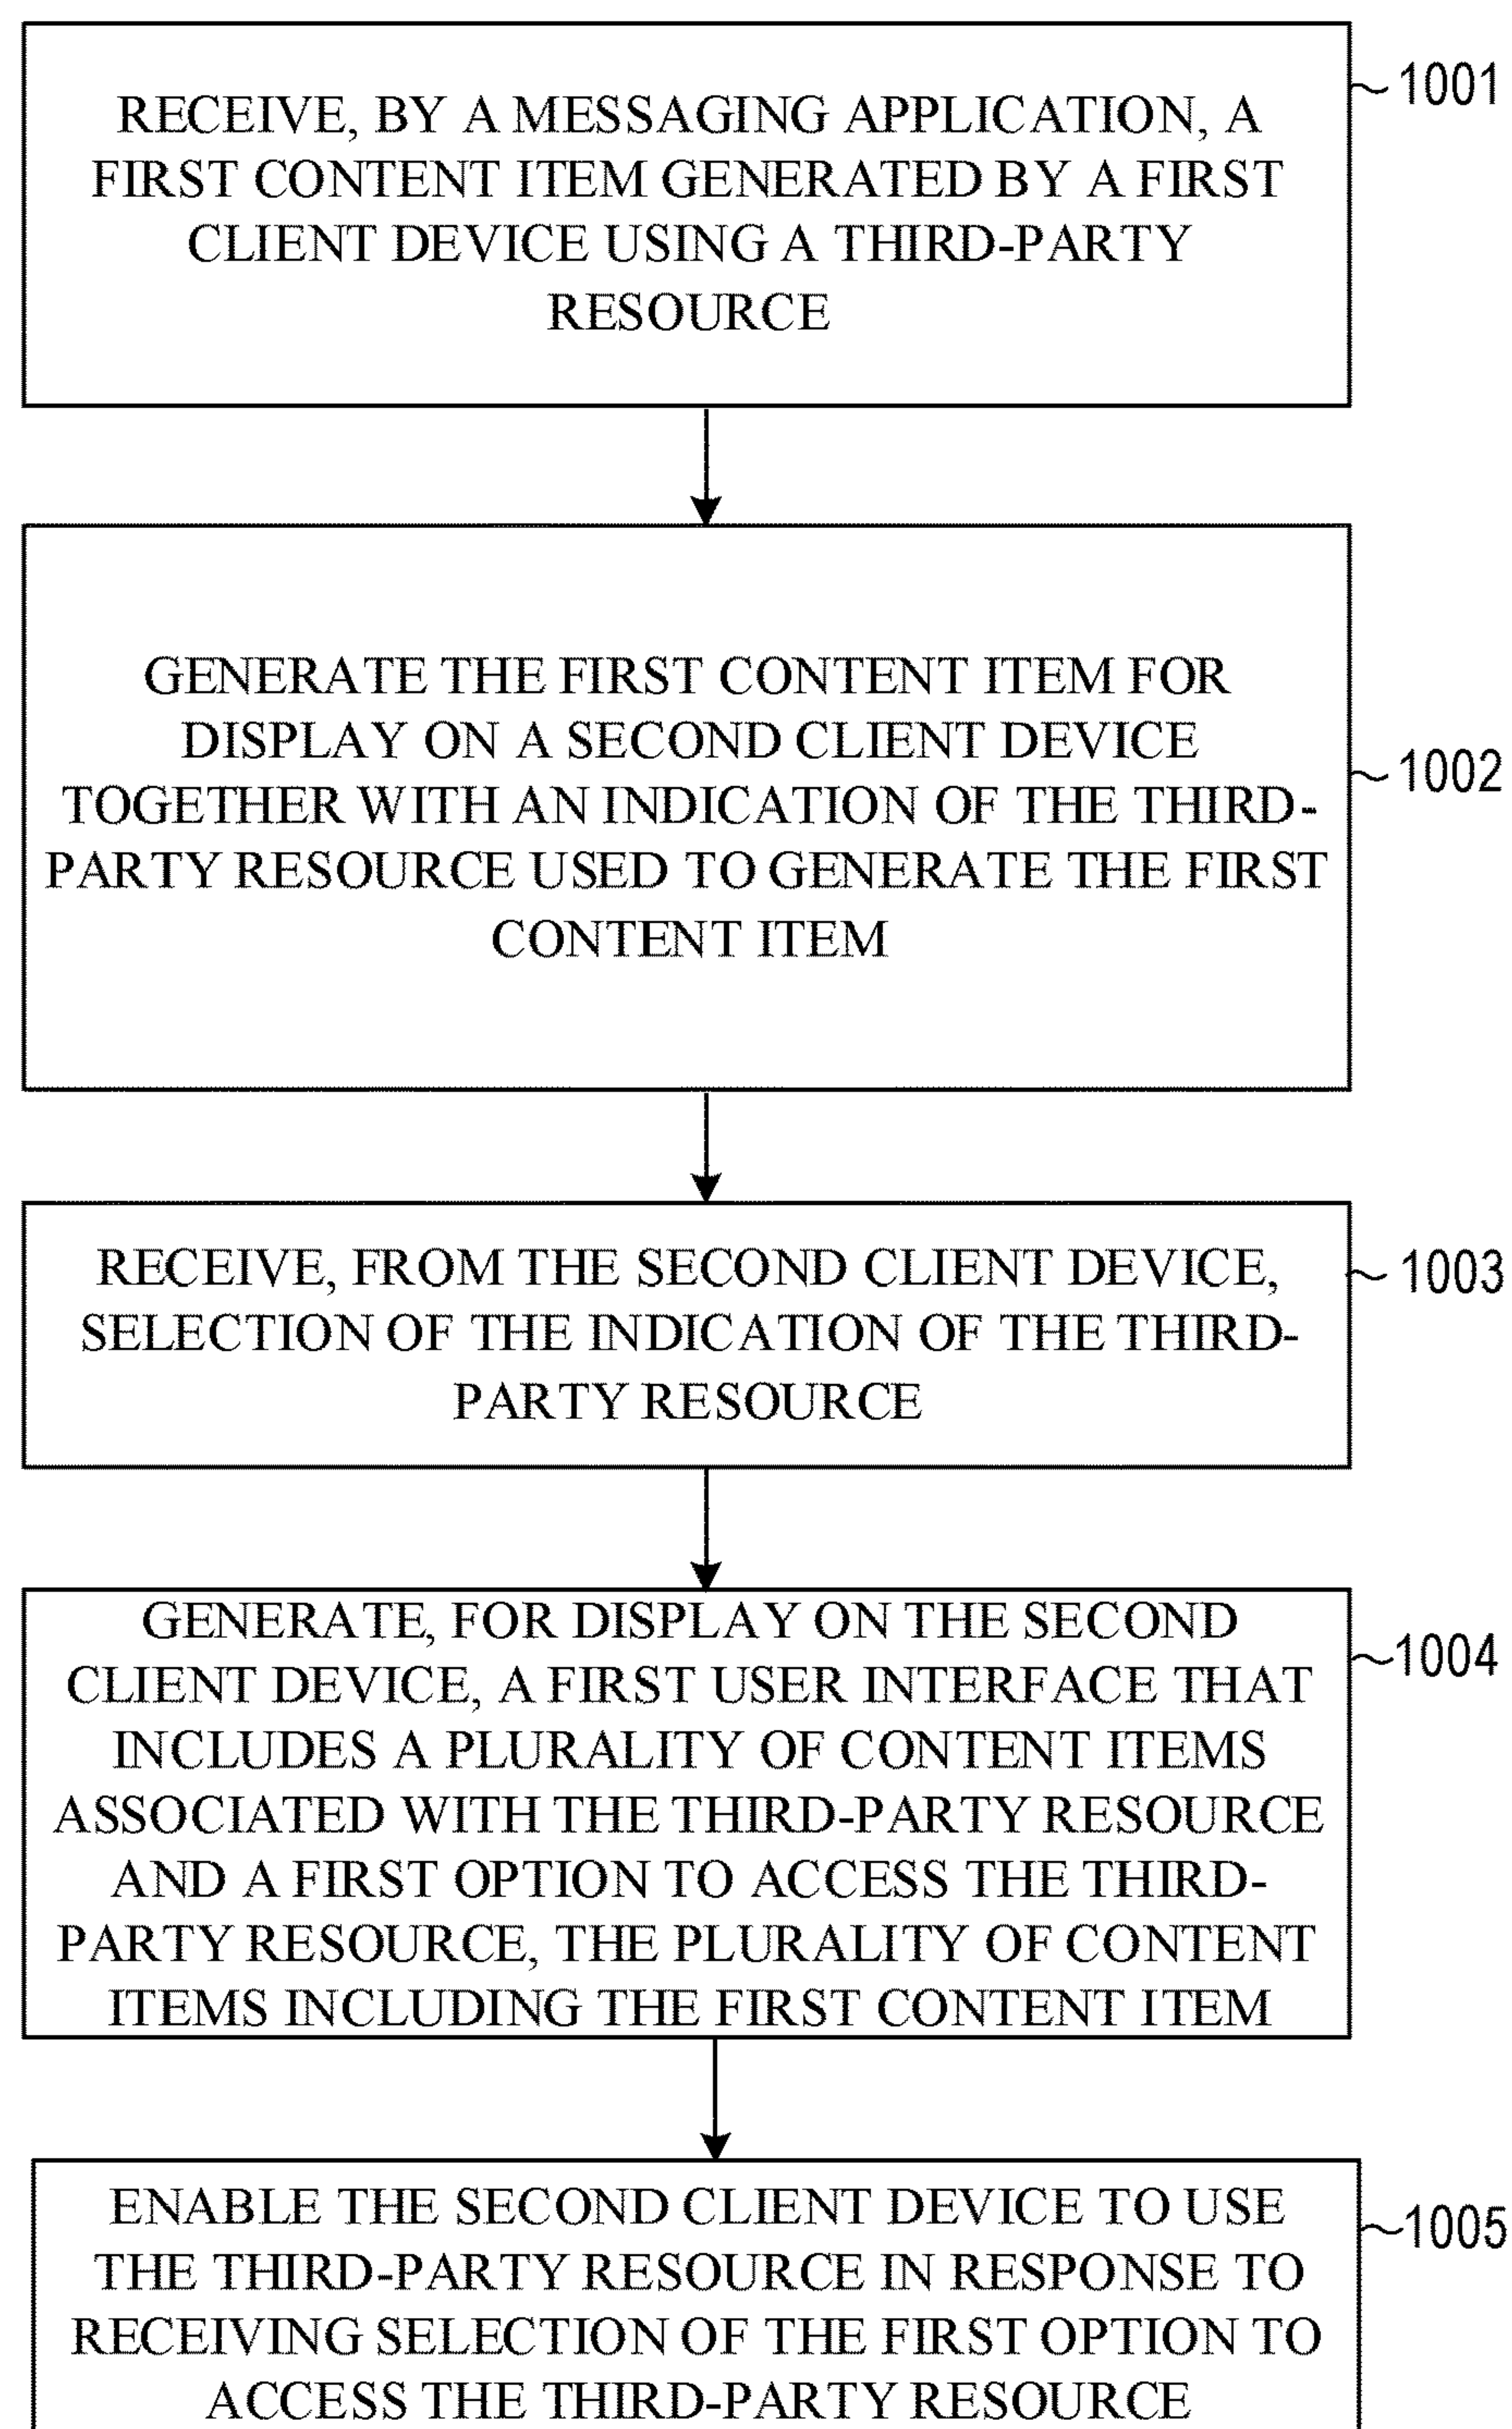 RECEIVE, BY A MESSAGING APPLICATION, A
FIRST CONTENT ITEM GENERATED BY A FIRST
CLIENT DEVICE USING A THIRD-PARTY
RESOURCE
1001
GENERATE THE FIRST CONTENT ITEM FOR
DISPLAY ON A SECOND CLIENT DEVICE
TOGETHER WITH AN INDICATION OF THE THIRD-
PARTY RESOURCE USED TO GENERATE THE FIRST
CONTENT ITEM
1002
RECEIVE, FROM THE SECOND CLIENT DEVICE,
SELECTION OF THE INDICATION OF THE THIRD-
PARTY RESOURCE
1003
GENERATE, FOR DISPLAY ON THE SECOND
CLIENT DEVICE, A FIRST USER INTERFACE THAT
INCLUDES A PLURALITY OF CONTENT ITEMS
ASSOCIATED WITH THE THIRD-PARTY RESOURCE
AND A FIRST OPTION TO ACCESS THE THIRD-
PARTY RESOURCE, THE PLURALITY OF CONTENT
ITEMS INCLUDING THE FIRST CONTENT ITEM
1004
ENABLE THE SECOND CLIENT DEVICE TO USE
THE THIRD-PARTY RESOURCE IN RESPONSE TO
RECEIVING SELECTION OF THE FIRST OPTION TO
ACCESS THE THIRD-PARTY RESOURCE
1005